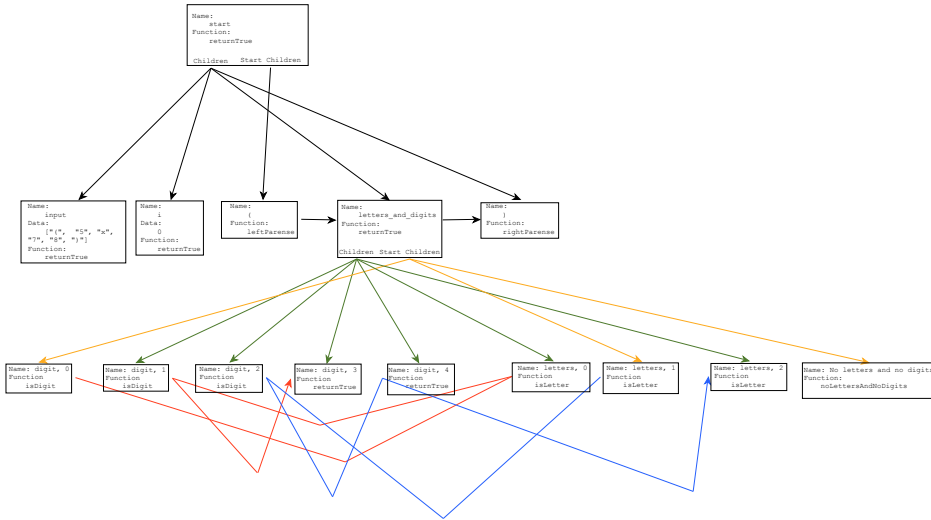 Name:
start
Function:
returnTrue
Children Start Children
Name:
input
Data:
["(", "5", "x",
"7", "8", ")"]
Function:
returnTrue
Name:
i
Data:
0
Function:
returnTrue
Name:
(
Function:
leftParense
Name:
letters_and_digits
Function:
returnTrue
Children Start Children
Name:
)
Function:
rightParense
Name: digit, 0
Function
isDigit
Name: digit, 1
Function
isDigit
Name: digit, 2
Function
isDigit
Name: digit, 3
Function
returnTrue
Name: digit, 4
Function
returnTrue
Name: letters, 0
Function
isLetter
Name: letters, 1
Function
isLetter
Name: letters, 2
Function
isLetter
Name: No letters and no digits
Function:
noLettersAndNoDigits